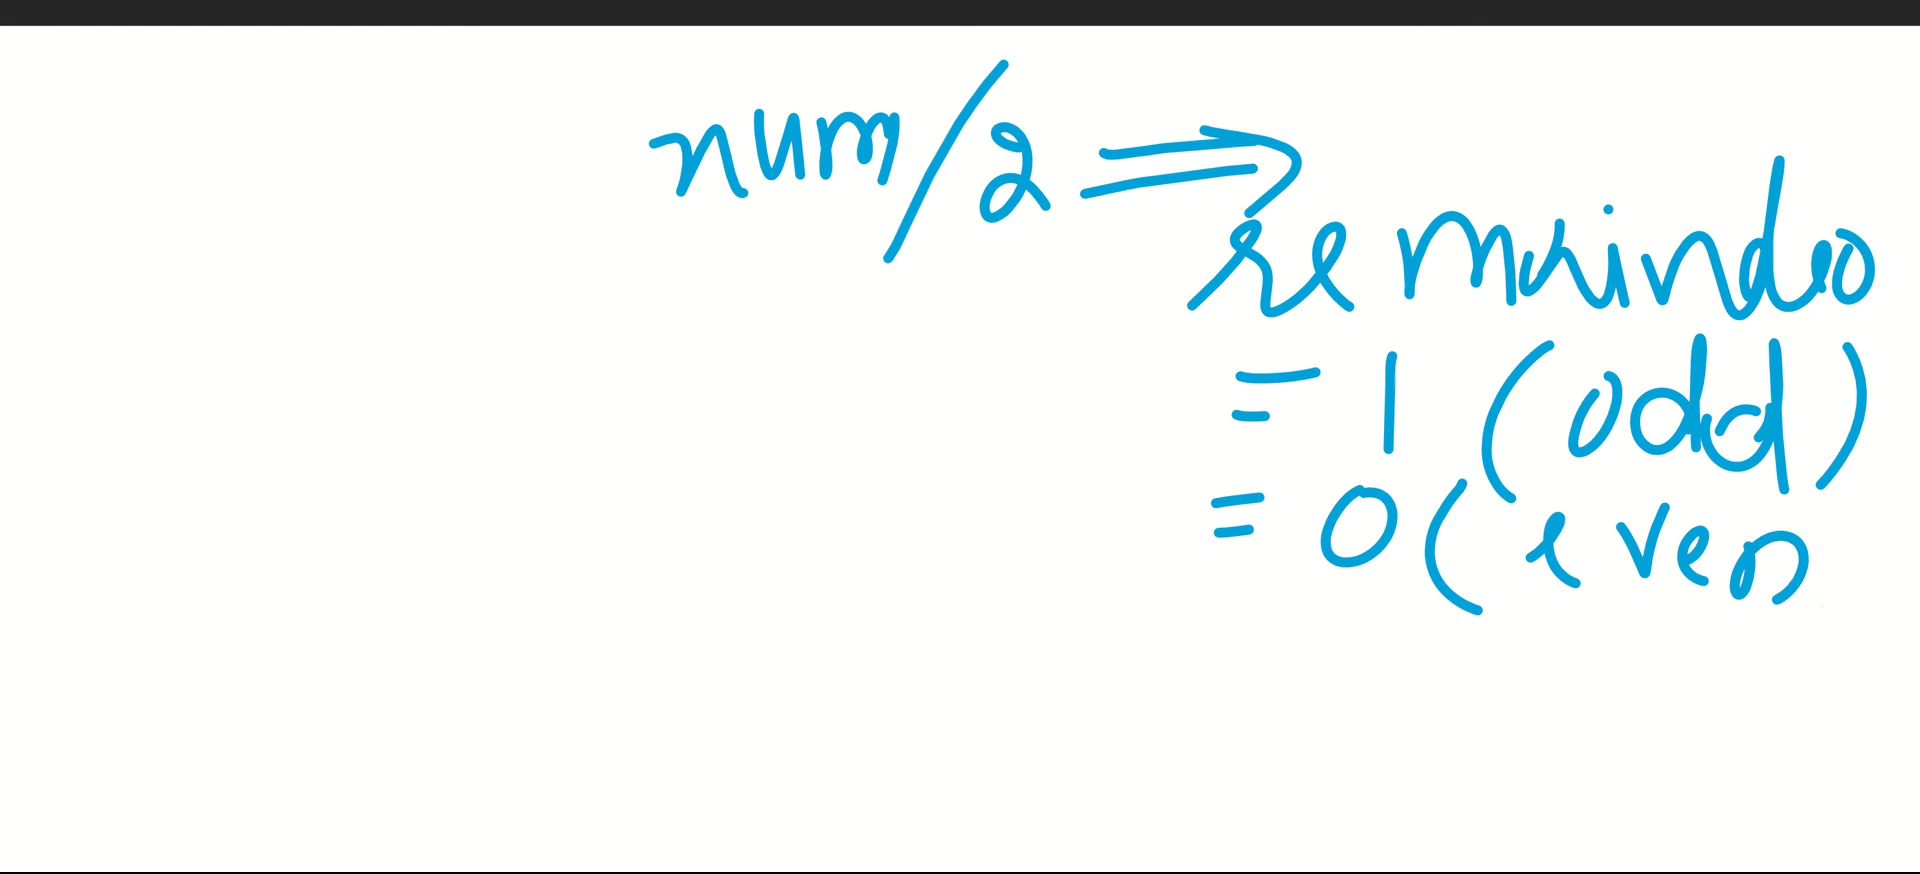 num/2 ⇒
remainder
= 1 (odd)
= 0 (even